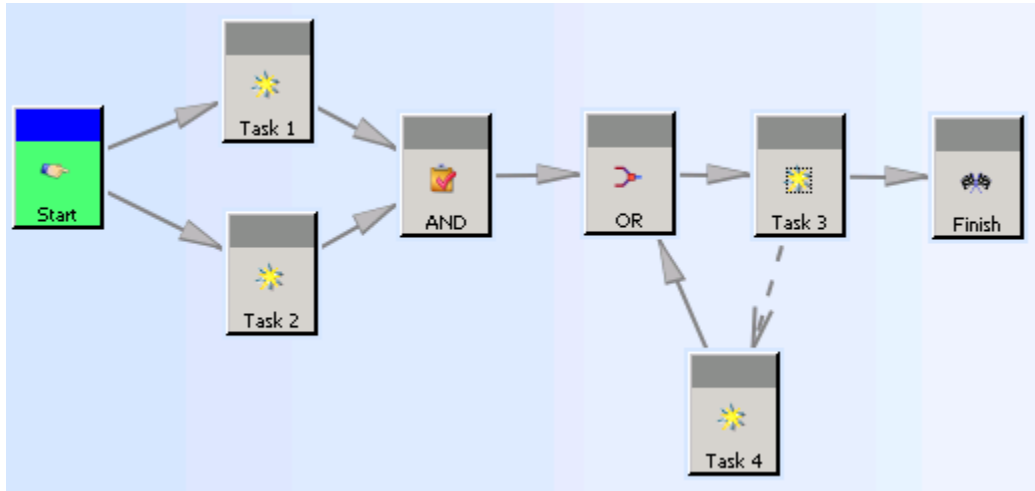 Task 1
Start
AND
OR
Task 3
Finish
Task 2
Task 4